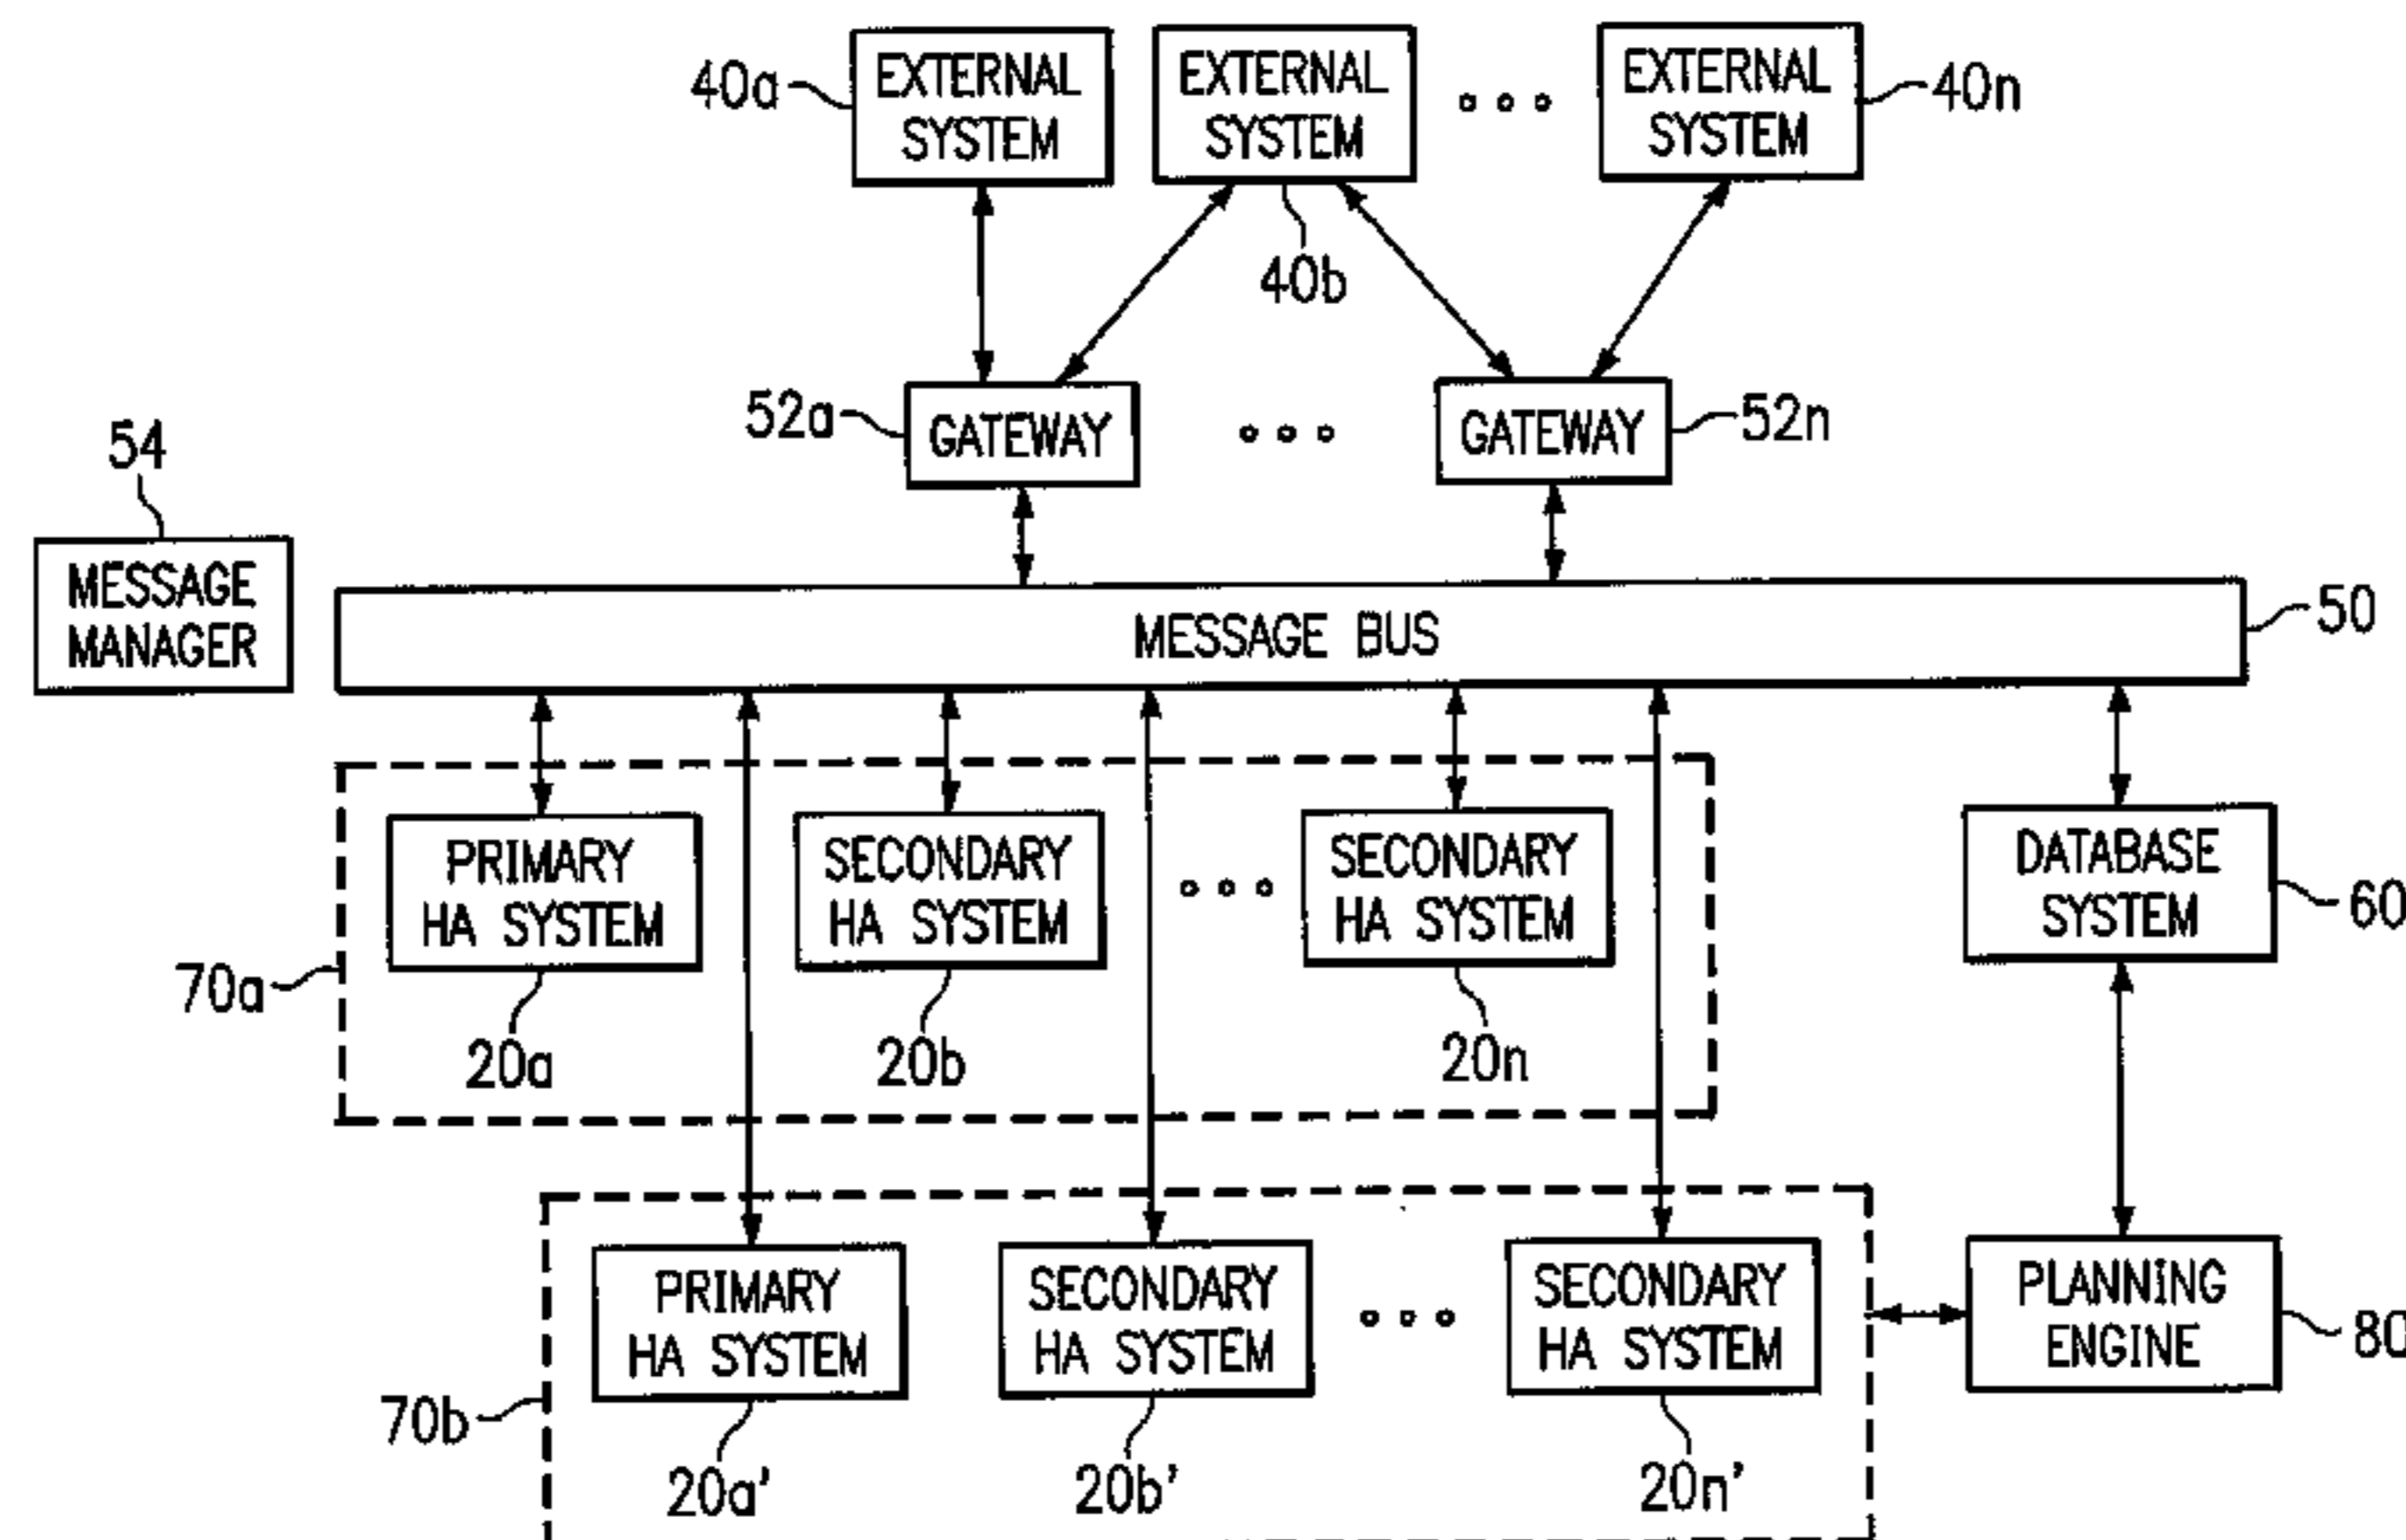 40a
EXTERNAL
SYSTEM
EXTERNAL
SYSTEM
EXTERNAL
SYSTEM
40n
40b
52a
GATEWAY
GATEWAY
52n
54
MESSAGE
MANAGER
MESSAGE BUS
50
PRIMARY
HA SYSTEM
SECONDARY
HA SYSTEM
SECONDARY
HA SYSTEM
DATABASE
SYSTEM
60
70a
20a
20b
20n
PRIMARY
HA SYSTEM
SECONDARY
HA SYSTEM
SECONDARY
HA SYSTEM
PLANNING
ENGINE
80
70b
20a'
20b'
20n'